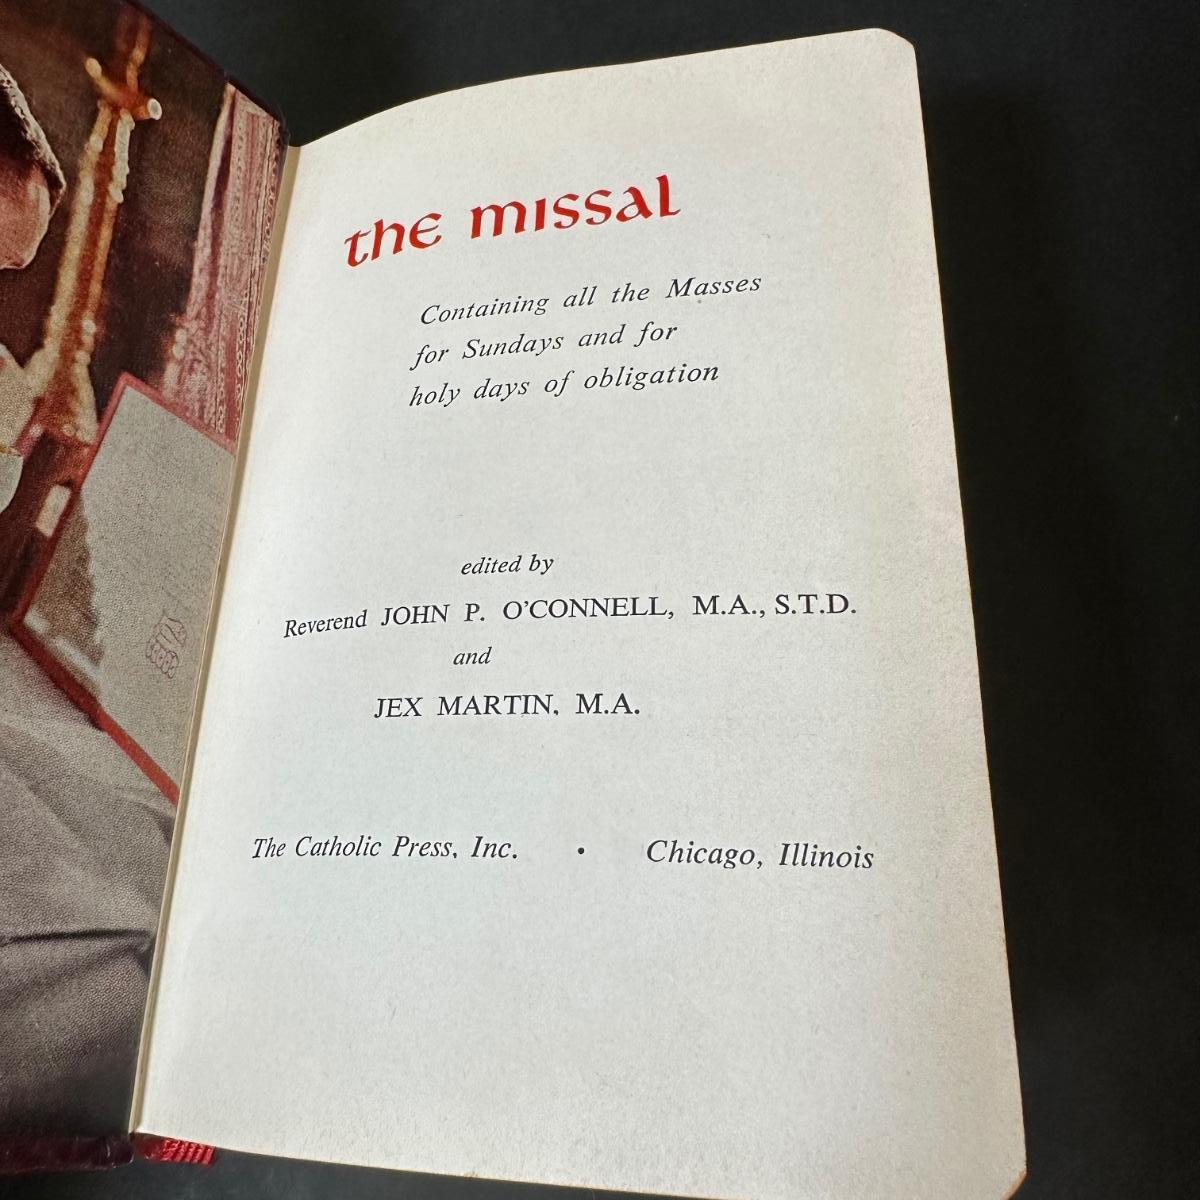 the missal
Containing all the Masses
for Sundays and for
holy days of obligation
edited by
Reverend JOHN P. O'CONNELL, M.A., S.T.D.
and
JEX MARTIN, M.A.
The Catholic Press, Inc. • Chicago, Illinois